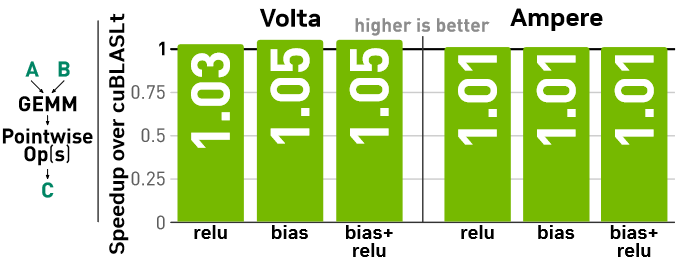 Volta
higher is better
Ampere
A B
GEMM
Pointwise
Op(s)
C
Speedup over cuBLASLt
1
0.75
0.5
0.25
0
1.03
1.05
1.05
1.01
1.01
1.01
relu
bias
bias+
relu
relu
bias
bias+
relu